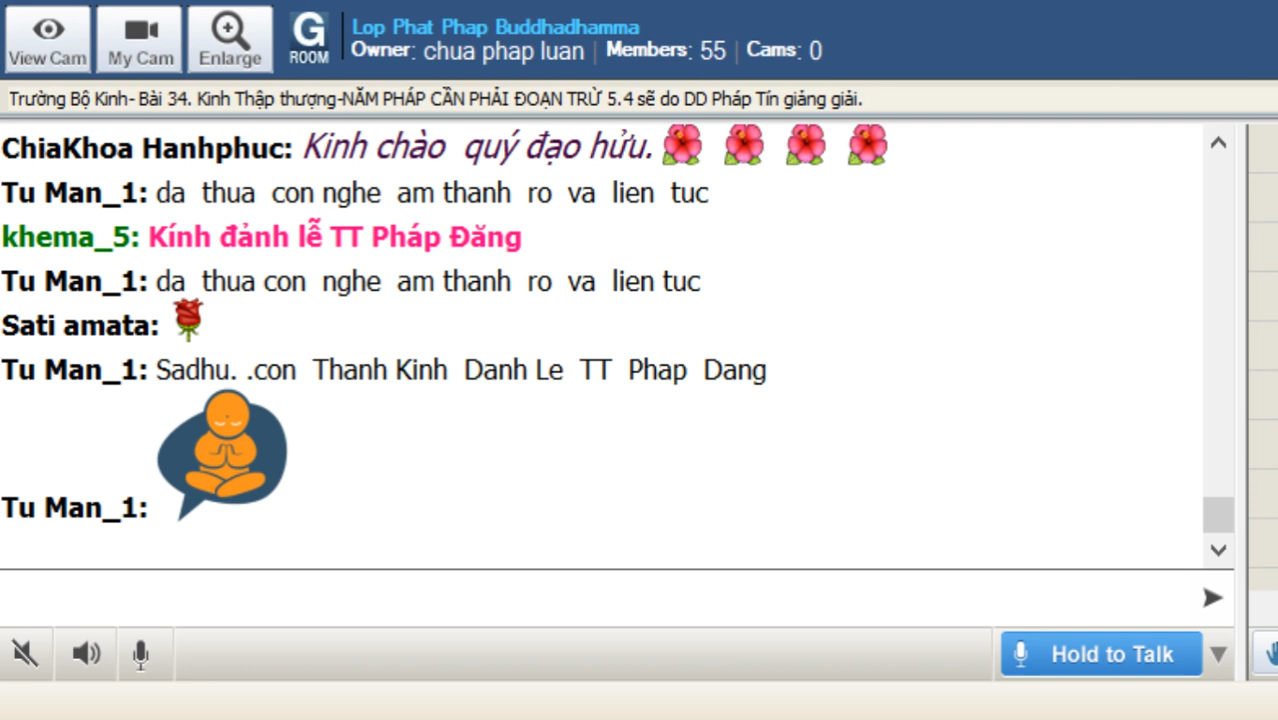 View Cam
My Cam
Enlarge
G
ROOM
Lop Phat Phap Buddhadhamma
Owner: chua phap luan | Members: 55 | Cams: 0
Trường Bộ Kinh- Bài 34. Kinh Thập thượng-NĂM PHÁP CẦN PHẢI ĐOẠN TRỪ 5.4 sẽ do DD Pháp Tín giảng giải.
ChiaKhoa Hanhphuc: Kinh chào quý đạo hửu.
Tu Man_1: da thua con nghe am thanh ro va lien tuc
khema_5: Kính đảnh lễ TT Pháp Đăng
Tu Man_1: da thua con nghe am thanh ro va lien tuc
Sati amata:
Tu Man_1: Sadhu. .con Thanh Kinh Danh Le TT Phap Dang
Tu Man_1:
Hold to Talk